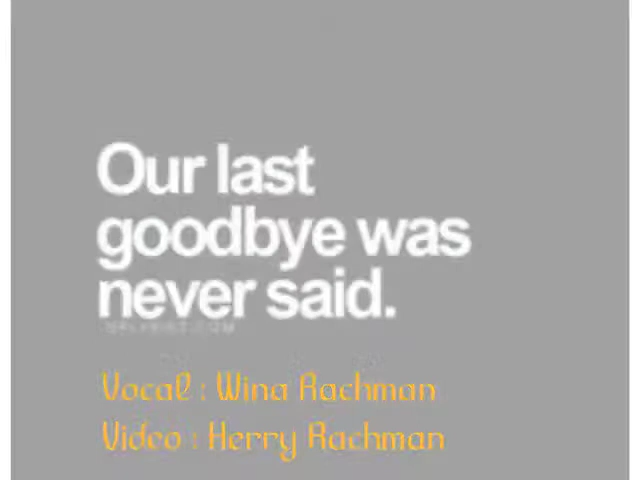 Our last
goodbye was
never said.
Vocal : Wina Rachman
Video : Herry Rachman